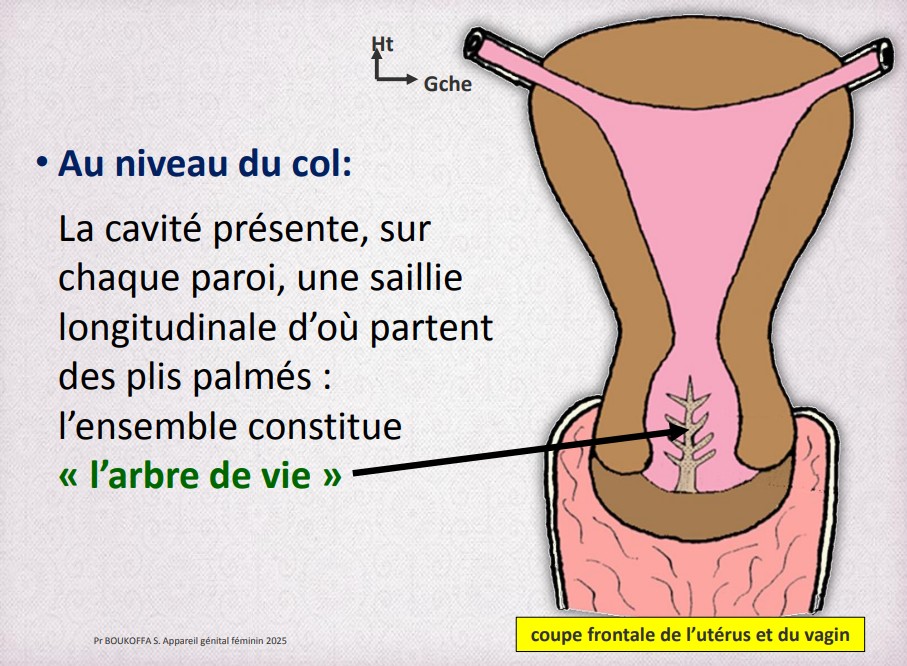 Ht
Gche
• Au niveau du col:
La cavité présente, sur
chaque paroi, une saillie
longitudinale d’où partent
des plis palmés :
l’ensemble constitue
« l’arbre de vie »
Pr BOUKOFFA S. Appareil génital féminin 2025
coupe frontale de l’utérus et du vagin